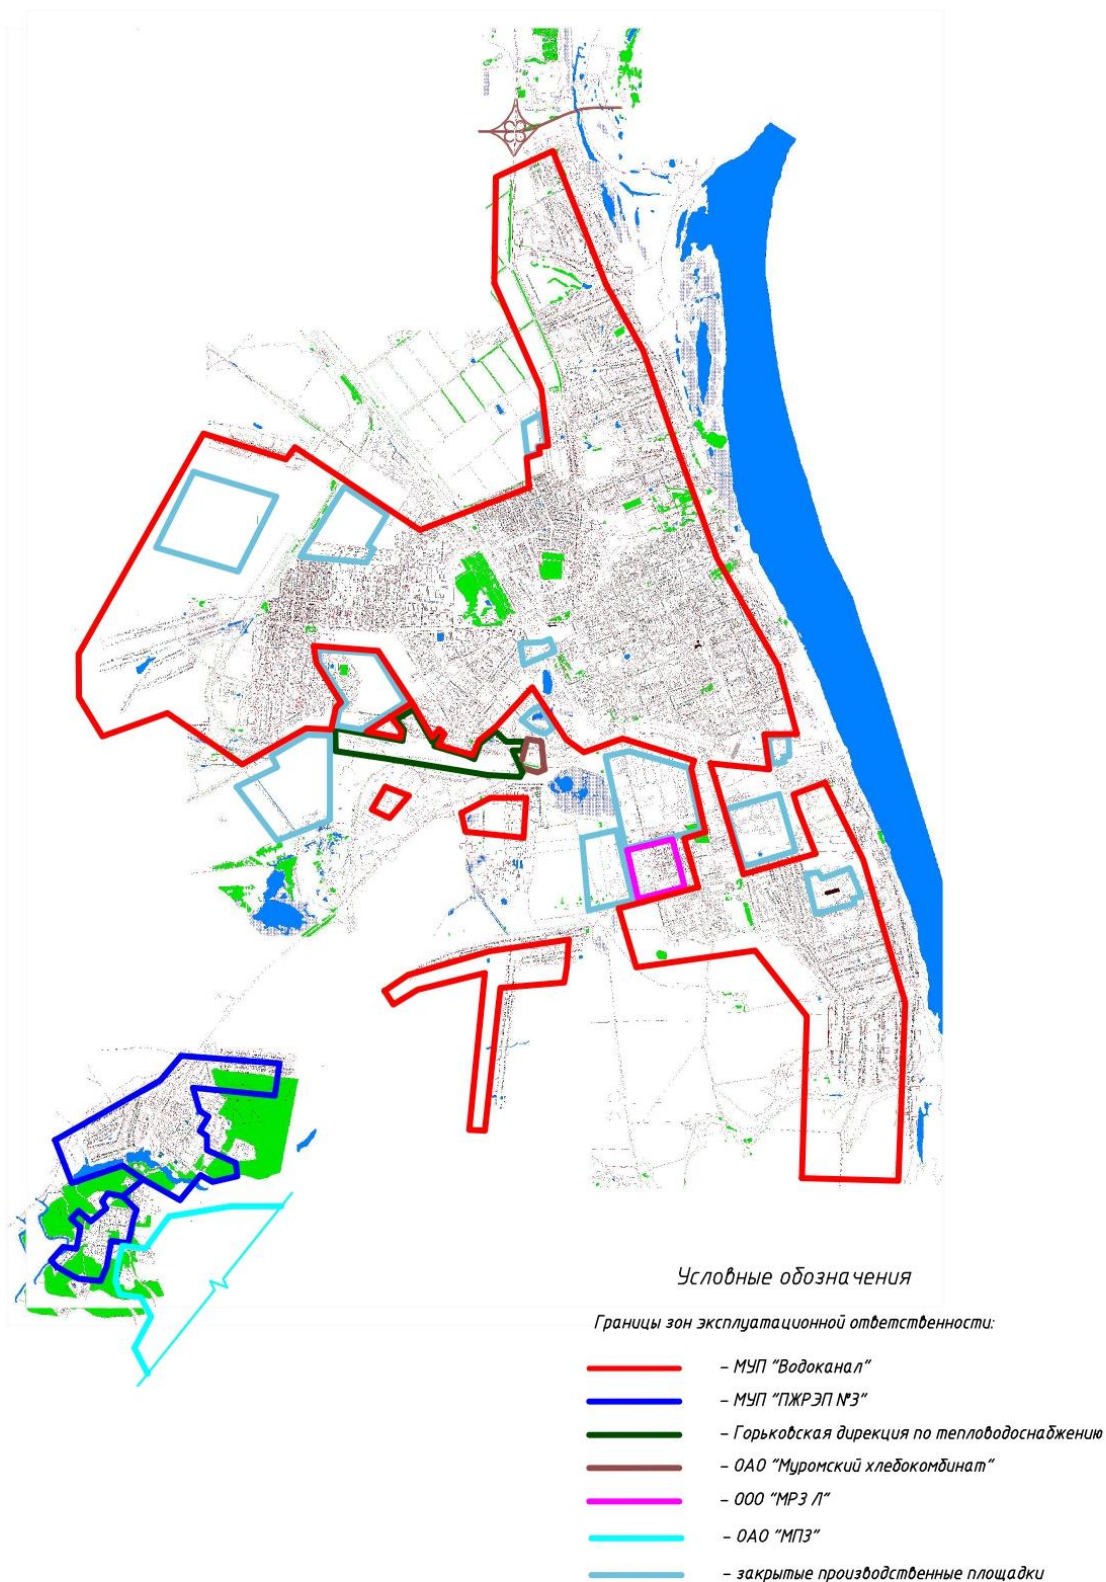 Условные обозначения
Границы зон эксплуатационной ответственности:
– МУП "Водоканал"
– МУП "ПЖРЭП №3"
– Горьковская дирекция по тепловодоснабжению
– ОАО "Муромский хлебокомбинат"
– ООО "МРЗ Л"
– ОАО "МПЗ"
– закрытые производственные площадки